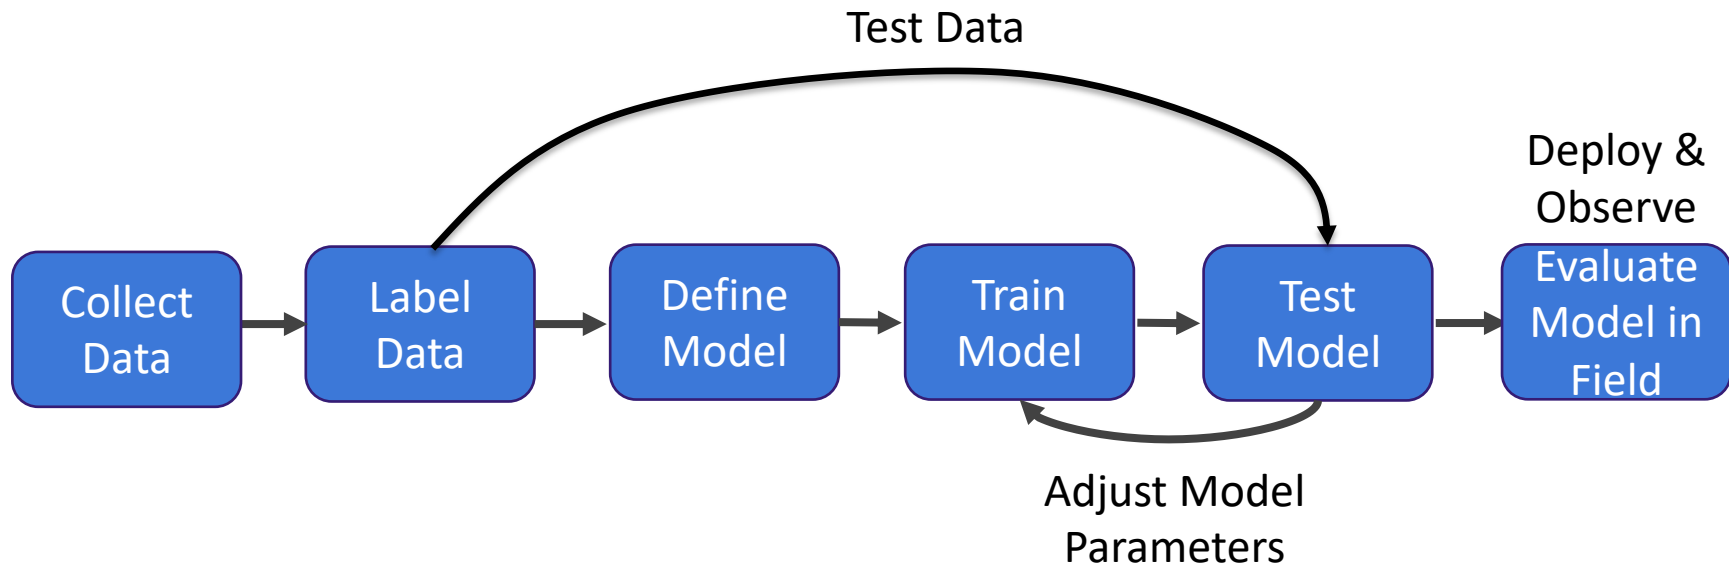 Test Data
Deploy &
Observe
Collect
Data
Label
Data
Define
Model
Train
Model
Test
Model
Evaluate
Model in
Field
Adjust Model
Parameters